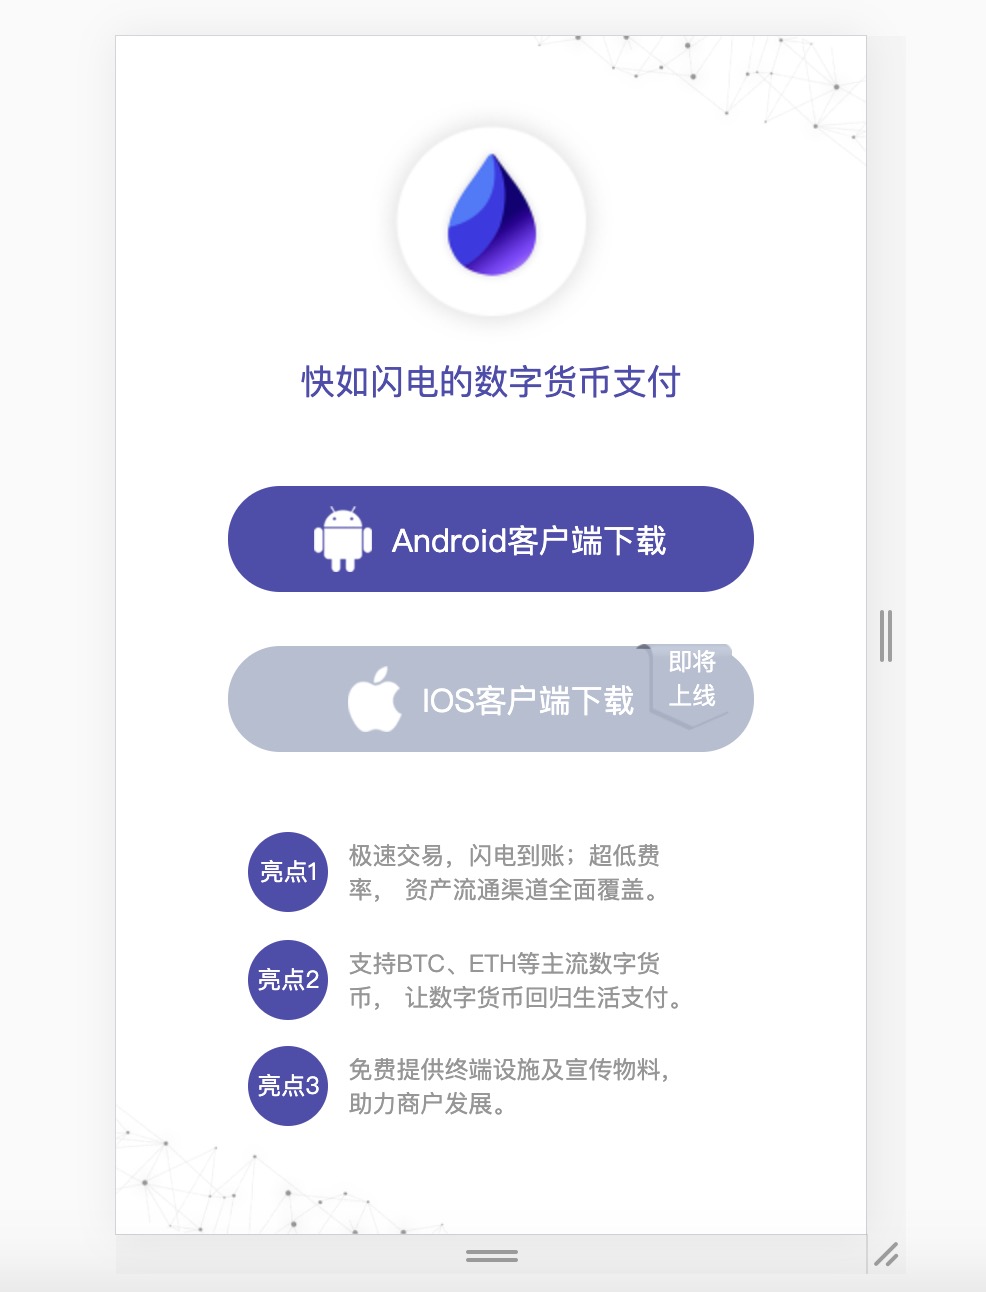 快如闪电的数字货币支付
Android客户端下载
即将
上线
IOS客户端下载
亮点1
极速交易，闪电到账；超低费
率， 资产流通渠道全面覆盖。
亮点2
支持BTC、ETH等主流数字货
币， 让数字货币回归生活支付。
亮点3
免费提供终端设施及宣传物料，
助力商户发展。